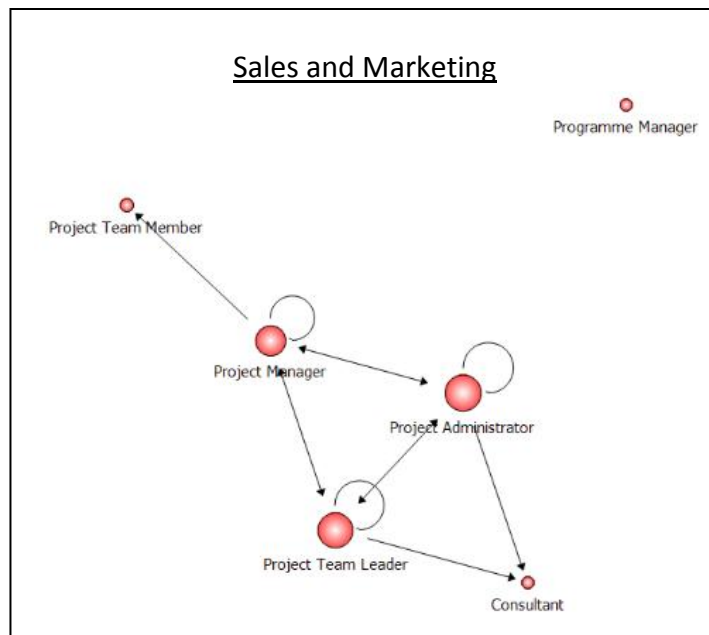 Sales and Marketing
Programme Manager
Project Team Member
Project Manager
Project Administrator
Project Team Leader
Consultant